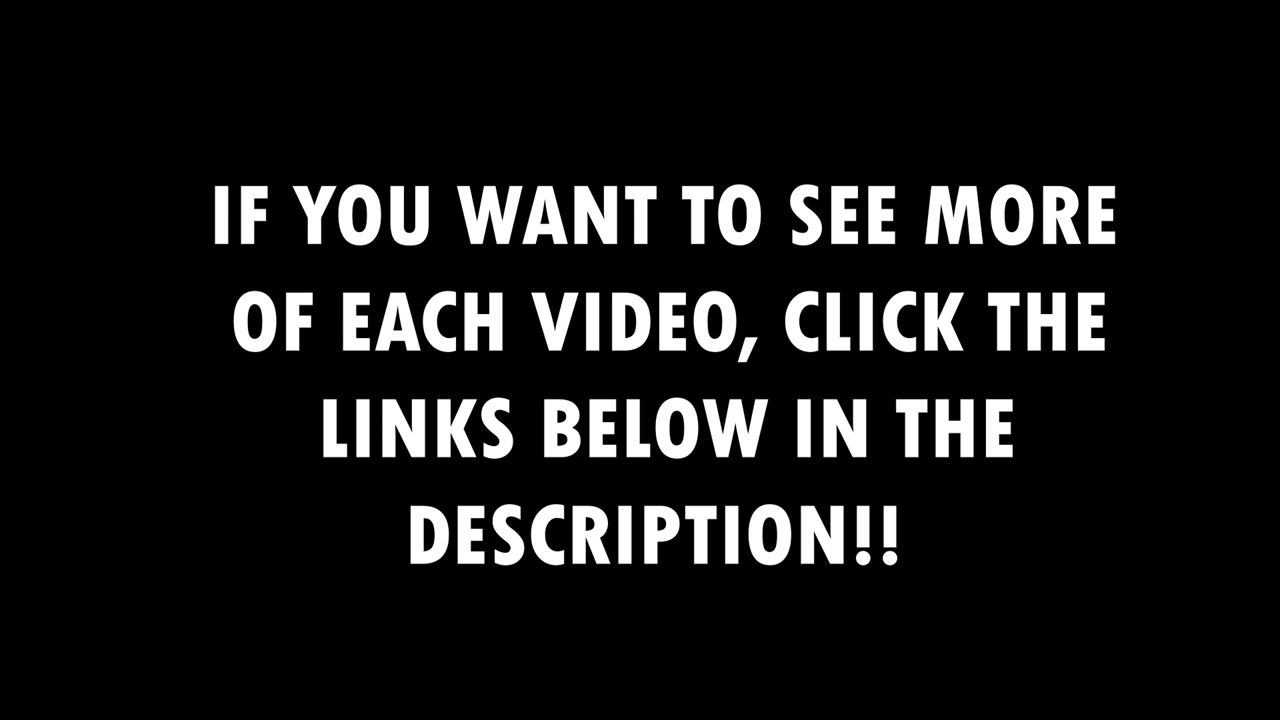 IF YOU WANT TO SEE MORE
OF EACH VIDEO, CLICK THE
LINKS BELOW IN THE
DESCRIPTION!!